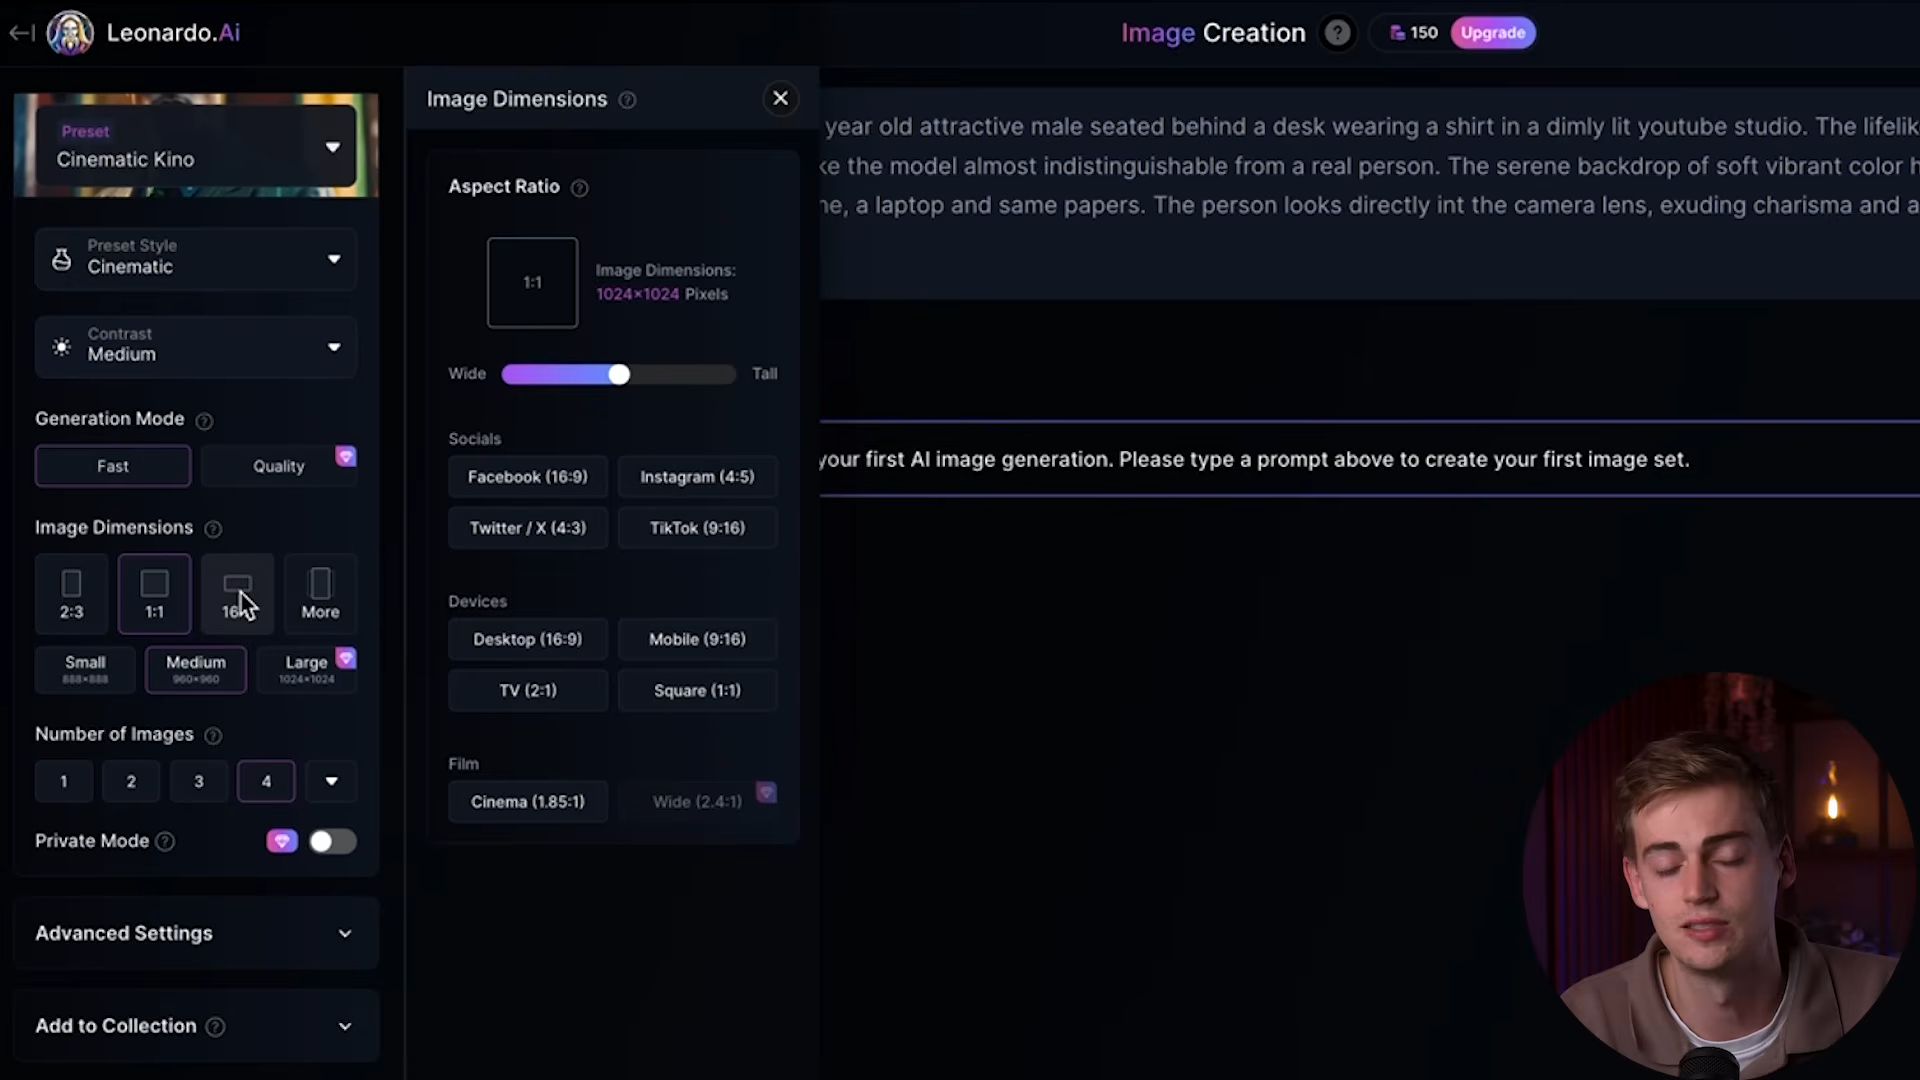 Leonardo.Ai
Image Creation
150
Upgrade
Preset
Cinematic Kino
Preset Style
Cinematic
Contrast
Medium
Generation Mode
Fast
Quality
Image Dimensions
2:3
1:1
More
Small
888×888
Medium
960×960
Large
1024×1024
Number of Images
1
2
3
4
Private Mode
Advanced Settings
Add to Collection
Image Dimensions
Aspect Ratio
1:1
Image Dimensions:
1024×1024 Pixels
Wide
Tall
Socials
Facebook (16:9)
Instagram (4:5)
Twitter / X (4:3)
TikTok (9:16)
Devices
Desktop (16:9)
Mobile (9:16)
TV (2:1)
Square (1:1)
Film
Cinema (1.85:1)
Wide (2.4:1)
year old attractive male seated behind a desk wearing a shirt in a dimly lit youtube studio. The
the model almost indistinguishable from a real person. The serene backdrop of soft vibrant color
a laptop and same papers. The person looks directly int the camera lens, exuding charisma and a
your first AI image generation. Please type a prompt above to create your first image set.